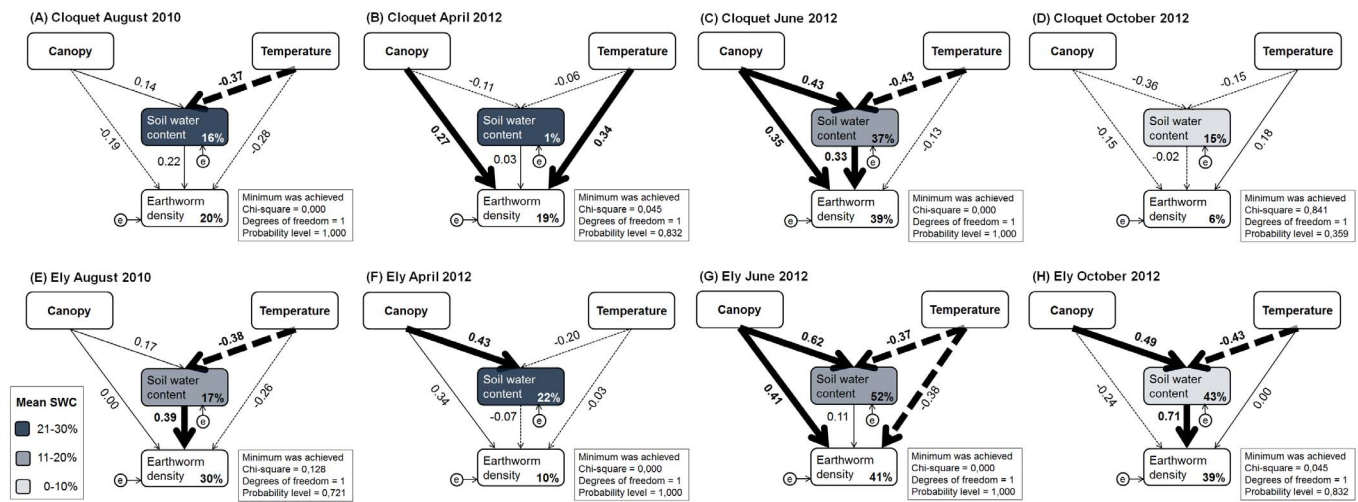 (A) Cloquet August 2010
Canopy
Temperature
0.14
-0.37
Soil water
content 16%
-0.19
0.22
-0.28
e
Earthworm
density 20%
e
Minimum was achieved
Chi-square = 0,000
Degrees of freedom = 1
Probability level = 1,000
(B) Cloquet April 2012
Canopy
Temperature
-0.11
-0.06
Soil water
content 1%
0.27
0.03
0.34
e
Earthworm
density 19%
e
Minimum was achieved
Chi-square = 0,045
Degrees of freedom = 1
Probability level = 0,832
(C) Cloquet June 2012
Canopy
Temperature
0.43
-0.43
Soil water
content 37%
0.35
0.33
-0.13
e
Earthworm
density 39%
e
Minimum was achieved
Chi-square = 0,000
Degrees of freedom = 1
Probability level = 1,000
(D) Cloquet October 2012
Canopy
Temperature
-0.36
-0.15
Soil water
content 15%
-0.15
-0.02
0.18
e
Earthworm
density 6%
e
Minimum was achieved
Chi-square = 0,841
Degrees of freedom = 1
Probability level = 0,359
(E) Ely August 2010
Canopy
Temperature
0.17
-0.38
Soil water
content 17%
0.00
0.39
-0.26
e
Earthworm
density 30%
e
Minimum was achieved
Chi-square = 0,128
Degrees of freedom = 1
Probability level = 0,721
Mean SWC
21-30%
11-20%
0-10%
(F) Ely April 2012
Canopy
Temperature
0.43
-0.20
Soil water
content 22%
0.34
-0.07
-0.03
e
Earthworm
density 10%
e
Minimum was achieved
Chi-square = 0,000
Degrees of freedom = 1
Probability level = 1,000
(G) Ely June 2012
Canopy
Temperature
0.62
-0.37
Soil water
content 52%
0.41
0.11
-0.38
e
Earthworm
density 41%
e
Minimum was achieved
Chi-square = 0,000
Degrees of freedom = 1
Probability level = 1,000
(H) Ely October 2012
Canopy
Temperature
0.49
-0.43
Soil water
content 43%
-0.24
0.71
0.00
e
Earthworm
density 39%
e
Minimum was achieved
Chi-square = 0,045
Degrees of freedom = 1
Probability level = 0,832